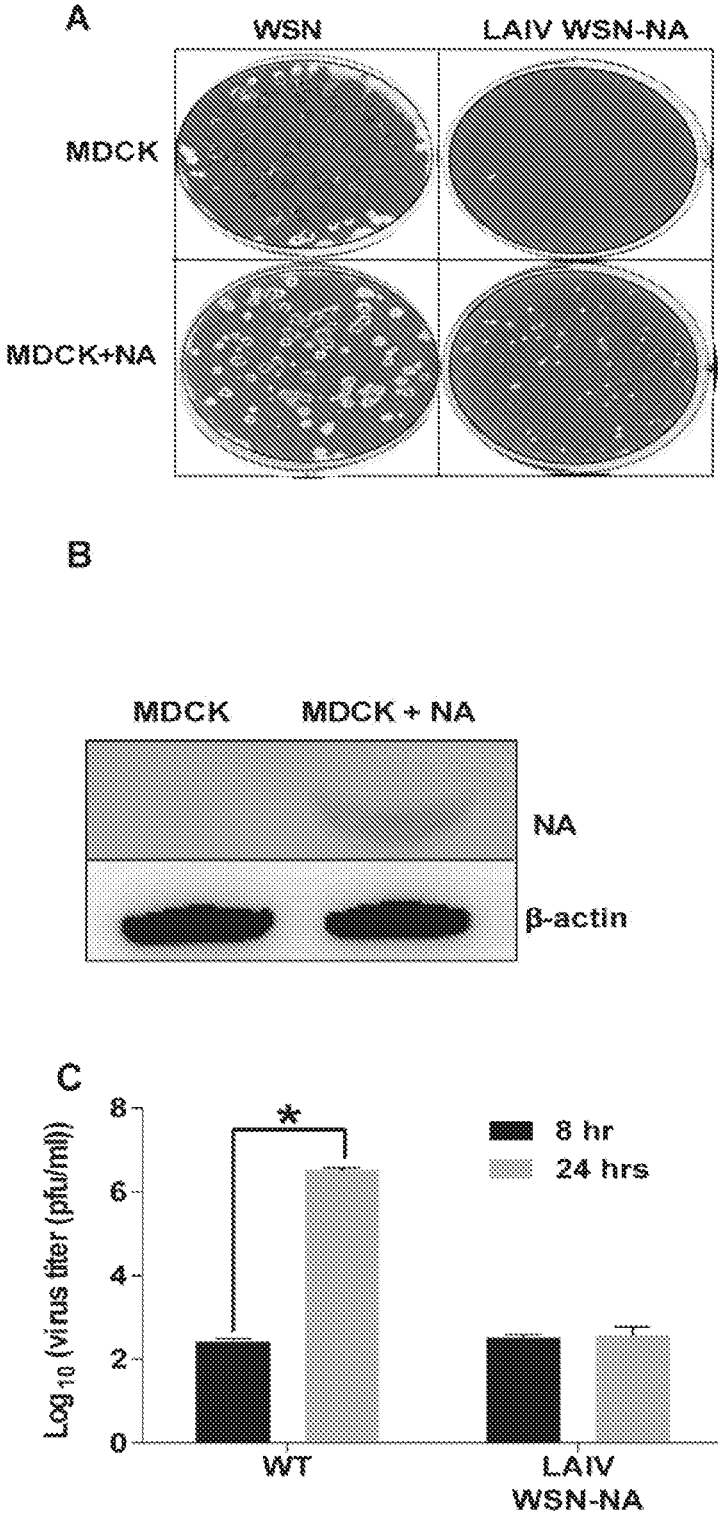 A
WSN
LAIV WSN-NA
MDCK
MDCK+NA
B
MDCK
MDCK + NA
NA
β-actin
C
Log10 (virus titer (pfu/ml))
8
6
4
2
0
*
8 hr
24 hrs
WT
LAIV
WSN-NA